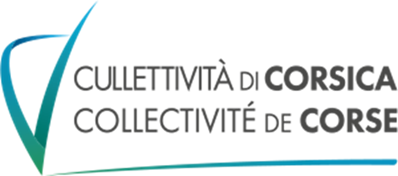 CULLETTIVITÀ DI CORSICA
COLLECTIVITÉ DE CORSE